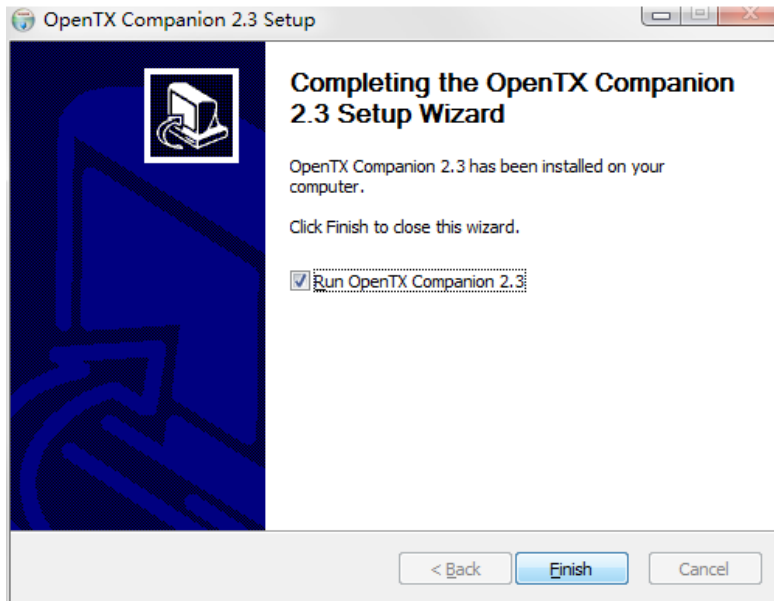 OpenTX Companion 2.3 Setup
Completing the OpenTX Companion
2.3 Setup Wizard
OpenTX Companion 2.3 has been installed on your
computer.
Click Finish to close this wizard.
Run OpenTX Companion 2.3
< Back
Finish
Cancel